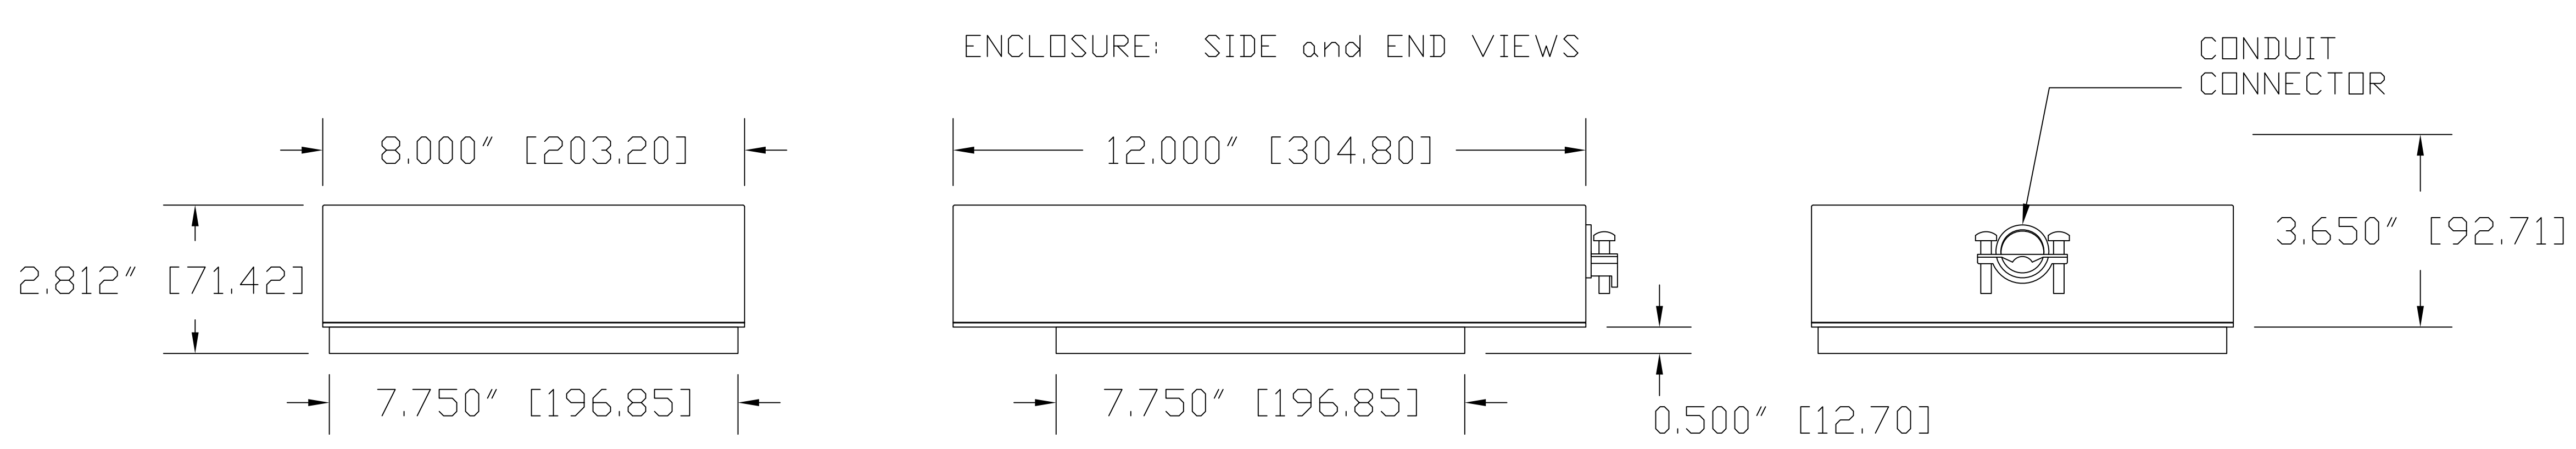 ENCLOSURE:  SIDE and END VIEWS
CONDUIT
CONNECTOR
8.000" [203.20]
12.000" [304.80]
3.650" [92.71]
2.812" [71.42]
7.750" [196.85]
7.750" [196.85]
0.500" [12.70]